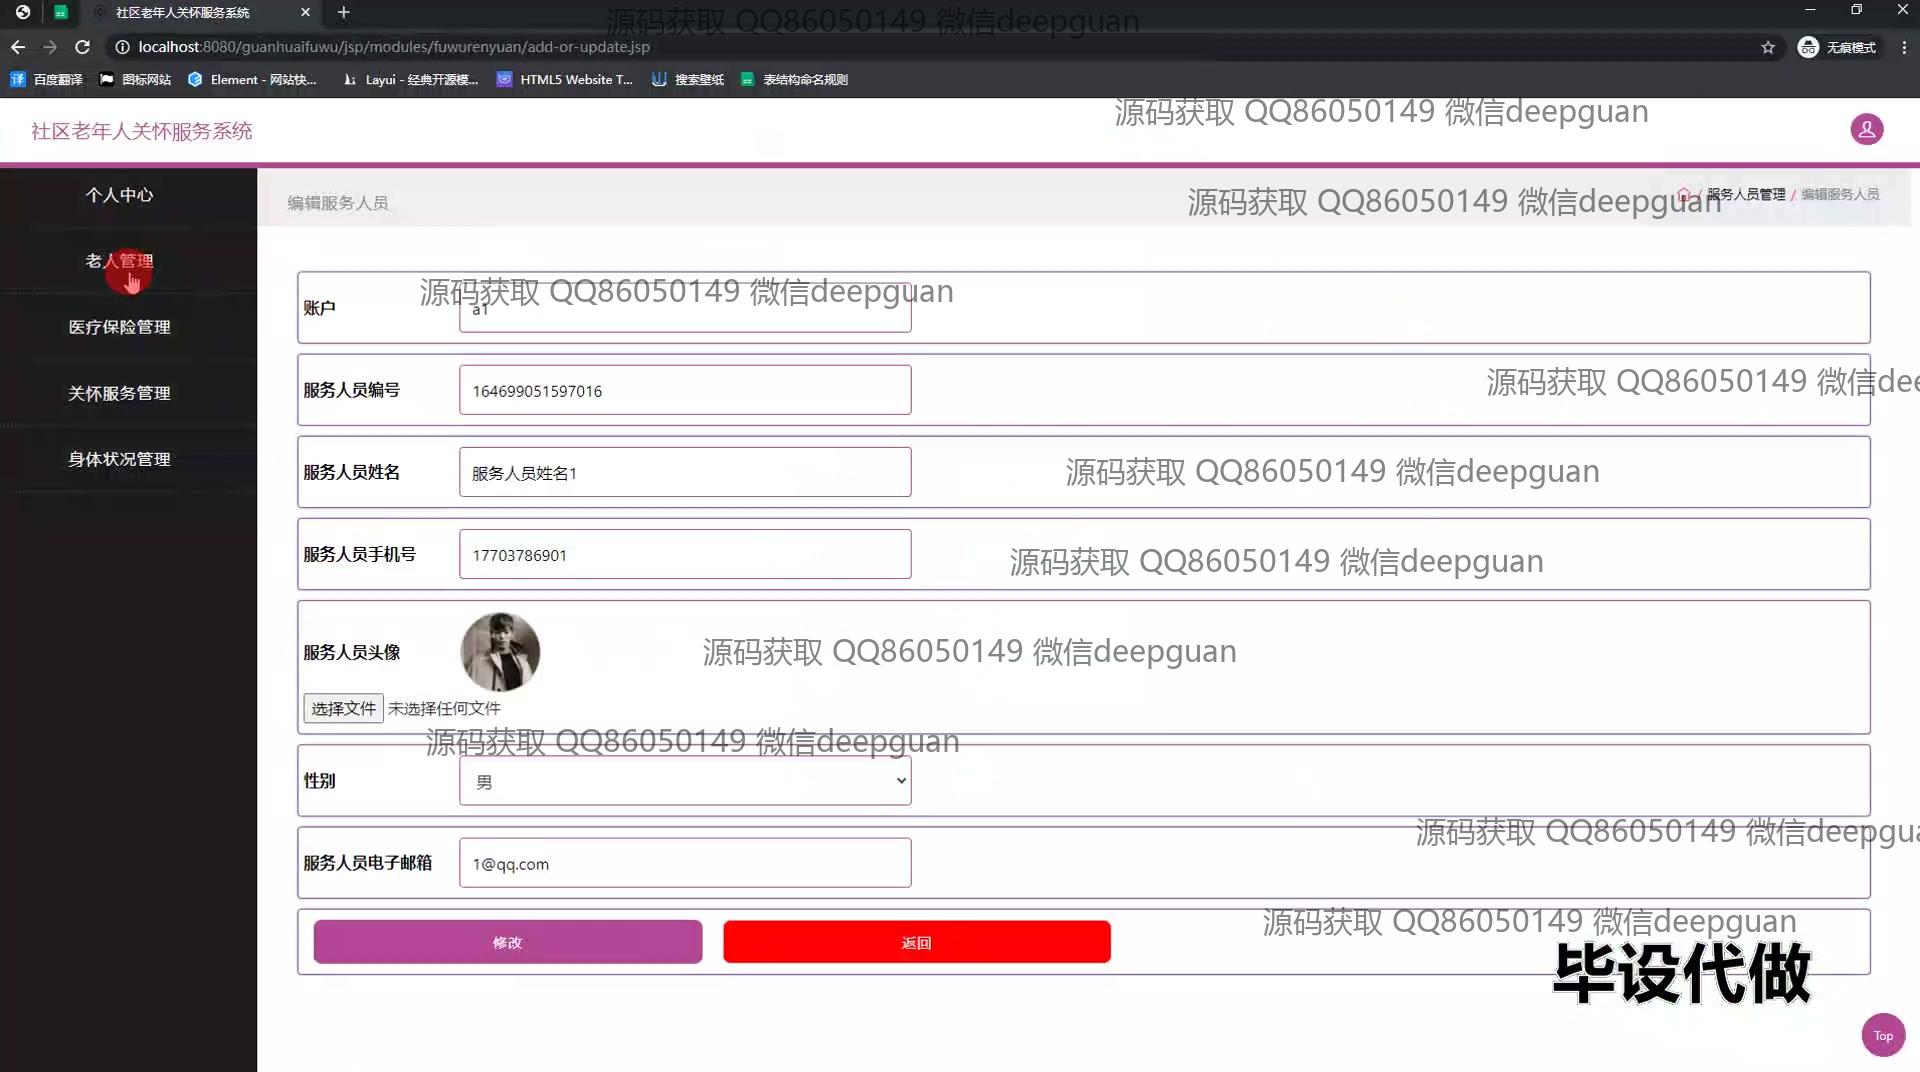 社区老年人关怀服务系统
源码获取 QQ86050149 微信deepguan
localhost:8080/guanhuaifuwu/jsp/modules/fuwurenyuan/add-or-update.jsp
无痕模式
百度翻译
图标网站
Element - 网站快...
Layui - 经典开源模...
HTML5 Website T...
搜索壁纸
表结构命名规则
源码获取 QQ86050149 微信deepguan
社区老年人关怀服务系统
个人中心
老人管理
医疗保险管理
关怀服务管理
身体状况管理
编辑服务人员
源码获取 QQ86050149 微信deepguan
/ 服务人员管理 / 编辑服务人员
源码获取 QQ86050149 微信deepguan
账户
a1
源码获取 QQ86050149 微信dee
服务人员编号
164699051597016
服务人员姓名
服务人员姓名1
源码获取 QQ86050149 微信deepguan
服务人员手机号
17703786901
源码获取 QQ86050149 微信deepguan
服务人员头像
源码获取 QQ86050149 微信deepguan
选择文件 未选择任何文件
源码获取 QQ86050149 微信deepguan
性别
男
源码获取 QQ86050149 微信deepgua
服务人员电子邮箱
1@qq.com
源码获取 QQ86050149 微信deepguan
修改
返回
毕设代做
Top